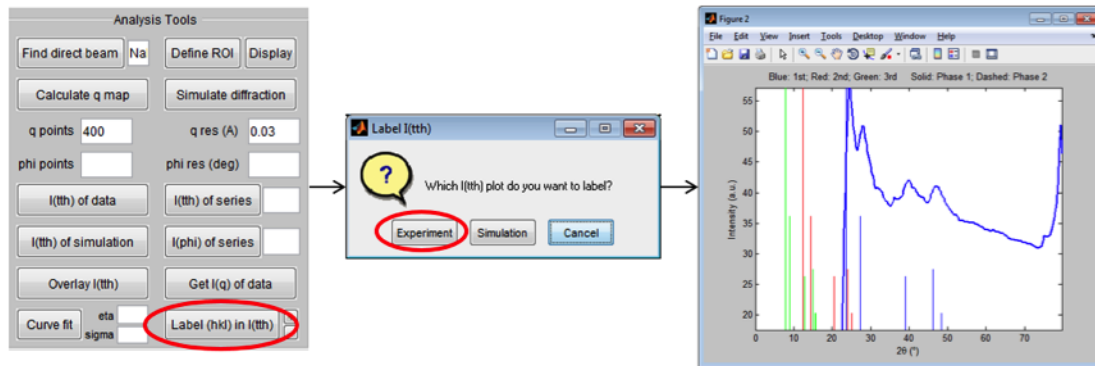 Analysis Tools
Find direct beam Na Define ROI Display
Calculate q map Simulate diffraction
q points 400 q res (A) 0.03
phi points phi res (deg)
I(tth) of data I(tth) of series
I(tth) of simulation I(phi) of series
Overlay I(tth) Get I(q) of data
Curve fit eta sigma Label (hkl) in I(tth)
Label I(tth)
?
Which I(tth) plot do you want to label?
Experiment Simulation Cancel
Figure 2
File Edit View Insert Tools Desktop Window Help
Blue: 1st; Red: 2nd; Green: 3rd Solid: Phase 1; Dashed: Phase 2
Intensity (a.u.)
55
50
45
40
35
30
25
20
0 10 20 30 40 50 60 70
2θ (°)